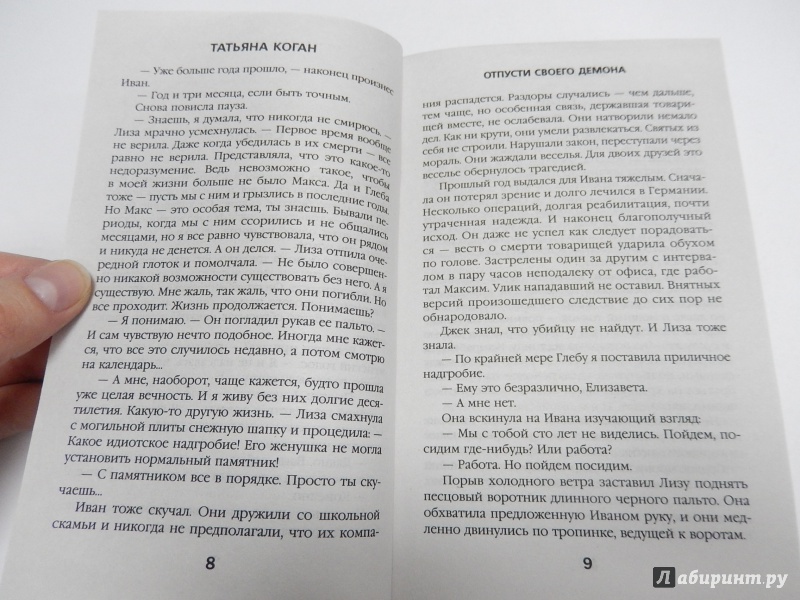 ТАТЬЯНА КОГАН
— Уже больше года прошло, — наконец произнес
Иван.
— Год и три месяца, если быть точным.
Снова повисла пауза.
— Знаешь, я думала, что никогда не смирюсь. —
Лиза мрачно усмехнулась. — Первое время вообще
не верила. Даже когда убедилась в их смерти — все
равно не верила. Представляла, что это какое-то
недоразумение. Ведь невозможно такое, чтобы
в моей жизни больше не было Макса. Да и Глеба
тоже — пусть мы с ним и грызлись в последние годы.
Но Макс — это особая тема, ты знаешь. Бывали пе-
риоды, когда мы с ним ссорились и не общались
месяцами, но я все равно чувствовала, что он рядом
и никуда не денется. А он делся. — Лиза отпила оче-
редной глоток и помолчала. — Не было совершен-
но никакой возможности существовать без него. А я
существую. Мне жаль, так жаль, что они погибли. Но
все проходит. Жизнь продолжается. Понимаешь?
— Я понимаю. — Он погладил рукав ее пальто. —
И сам чувствую нечто подобное. Иногда мне кажет-
ся, что все это случилось недавно, а потом смотрю
на календарь...
— А мне, наоборот, чаще кажется, будто прошла
уже целая вечность. И я живу без них долгие деся-
тилетия. Какую-то другую жизнь. — Лиза смахнула
с могильной плиты снежную шапку и процедила: —
Какое идиотское надгробие! Его женушка не могла
установить нормальный памятник!
— С памятником все в порядке. Просто ты ску-
чаешь...
Иван тоже скучал. Они дружили со школьной
скамьи и никогда не предполагали, что их компа-
8
ОТПУСТИ СВОЕГО ДЕМОНА
ния распадется. Раздоры случались — чем дальше,
тем чаще, но особенная связь, державшая товари-
щей вместе, не ослабевала. Они натворили немало
дел. Как ни крути, они умели развлекаться. Святых из
себя не строили. Нарушали закон, переступали через
мораль. Они жаждали веселья. Для двоих друзей это
веселье обернулось трагедией.
Прошлый год выдался для Ивана тяжелым. Снача-
ла он потерял зрение и долго лечился в Германии.
Несколько операций, долгая реабилитация, почти
утраченная надежда. И наконец благополучный
исход. Он даже не успел как следует порадовать-
ся — весть о смерти товарищей ударила обухом
по голове. Застрелены один за другим с интерва-
лом в пару часов неподалеку от офиса, где рабо-
тал Максим. Улик нападавший не оставил. Внятных
версий произошедшего следствие до сих пор не
обнародовало.
Джек знал, что убийцу не найдут. И Лиза тоже
знала.
— По крайней мере Глебу я поставила приличное
надгробие.
— Ему это безразлично, Елизавета.
— А мне нет.
Она вскинула на Ивана изучающий взгляд:
— Мы с тобой сто лет не виделись. Пойдем, по-
сидим где-нибудь? Или работа?
— Работа. Но пойдем посидим.
Порыв холодного ветра заставил Лизу поднять
песцовый воротник длинного черного пальто. Она
обхватила предложенную Иваном руку, и они мед-
ленно двинулись по тропинке, ведущей к воротам.
9
Лабиринт.ру